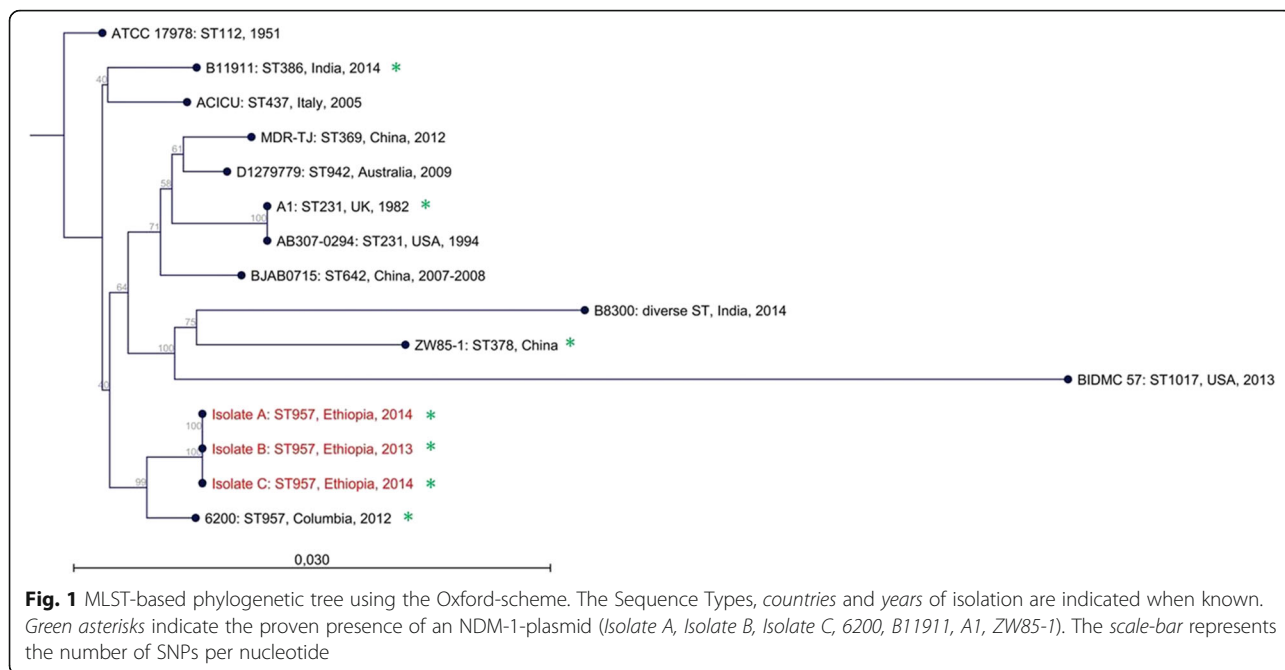 ATCC 17978: ST112, 1951
40
B11911: ST386, India, 2014 *
ACICU: ST437, Italy, 2005
MDR-TJ: ST369, China, 2012
61
D1279779: ST942, Australia, 2009
58
A1: ST231, UK, 1982 *
100
AB307-0294: ST231, USA, 1994
71
BJAB0715: ST642, China, 2007-2008
64
B8300: diverse ST, India, 2014
75
ZW85-1: ST378, China *
100
BIDMC 57: ST1017, USA, 2013
40
Isolate A: ST957, Ethiopia, 2014 *
100
Isolate B: ST957, Ethiopia, 2013 *
100
Isolate C: ST957, Ethiopia, 2014 *
99
6200: ST957, Columbia, 2012 *
0,030
Fig. 1 MLST-based phylogenetic tree using the Oxford-scheme. The Sequence Types, countries and years of isolation are indicated when known.
Green asterisks indicate the proven presence of an NDM-1-plasmid (Isolate A, Isolate B, Isolate C, 6200, B11911, A1, ZW85-1). The scale-bar represents
the number of SNPs per nucleotide